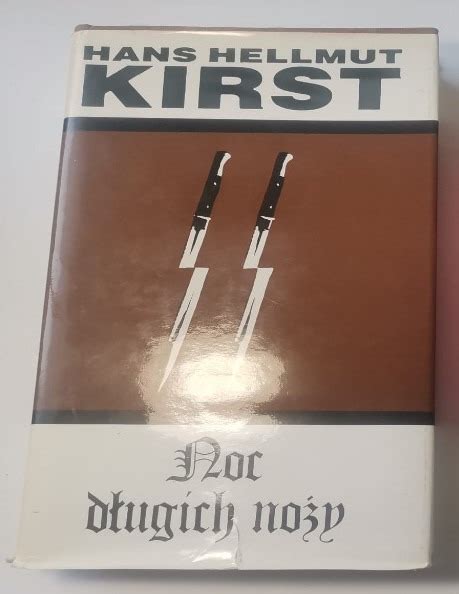 HANS HELLMUT
KIRST
Noc
długich noży